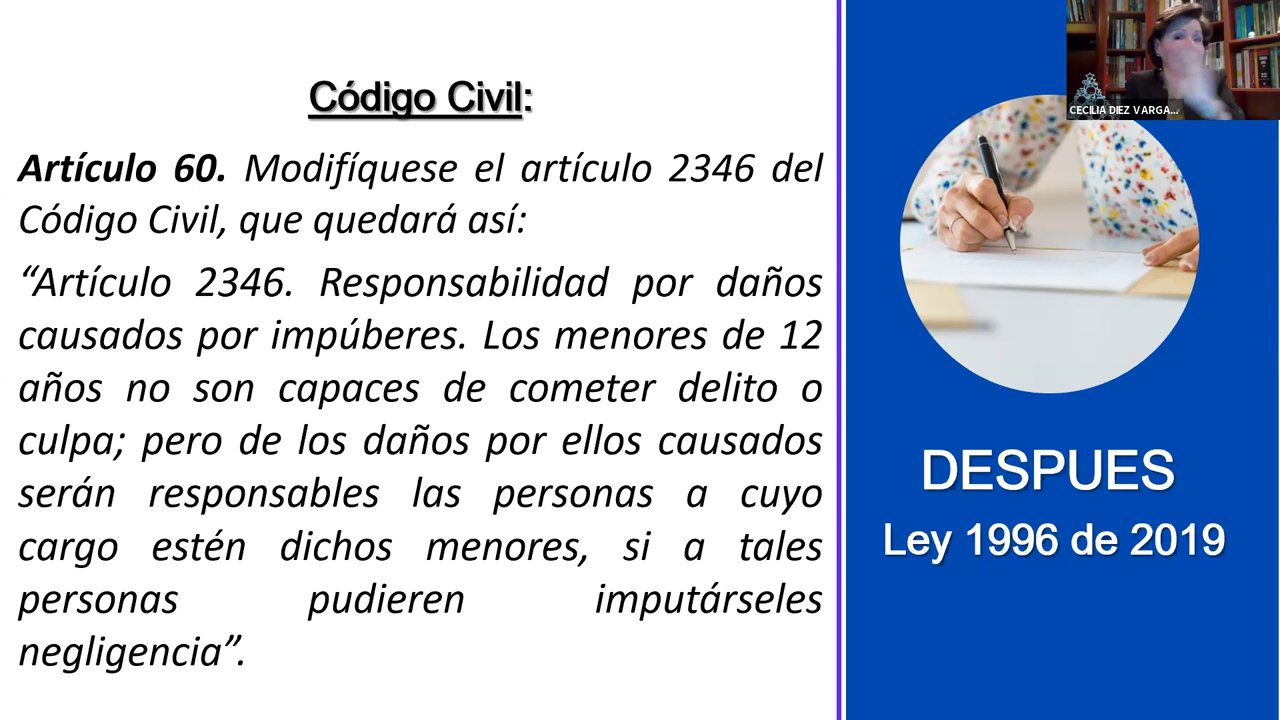 Código Civil:
Artículo 60. Modifíquese el artículo 2346 del
Código Civil, que quedará así:
“Artículo 2346. Responsabilidad por daños
causados por impúberes. Los menores de 12
años no son capaces de cometer delito o
culpa; pero de los daños por ellos causados
serán responsables las personas a cuyo
cargo estén dichos menores, si a tales
personas pudieren imputárseles
negligencia”.
CECILIA DIEZ VARGA...
DESPUES
Ley 1996 de 2019